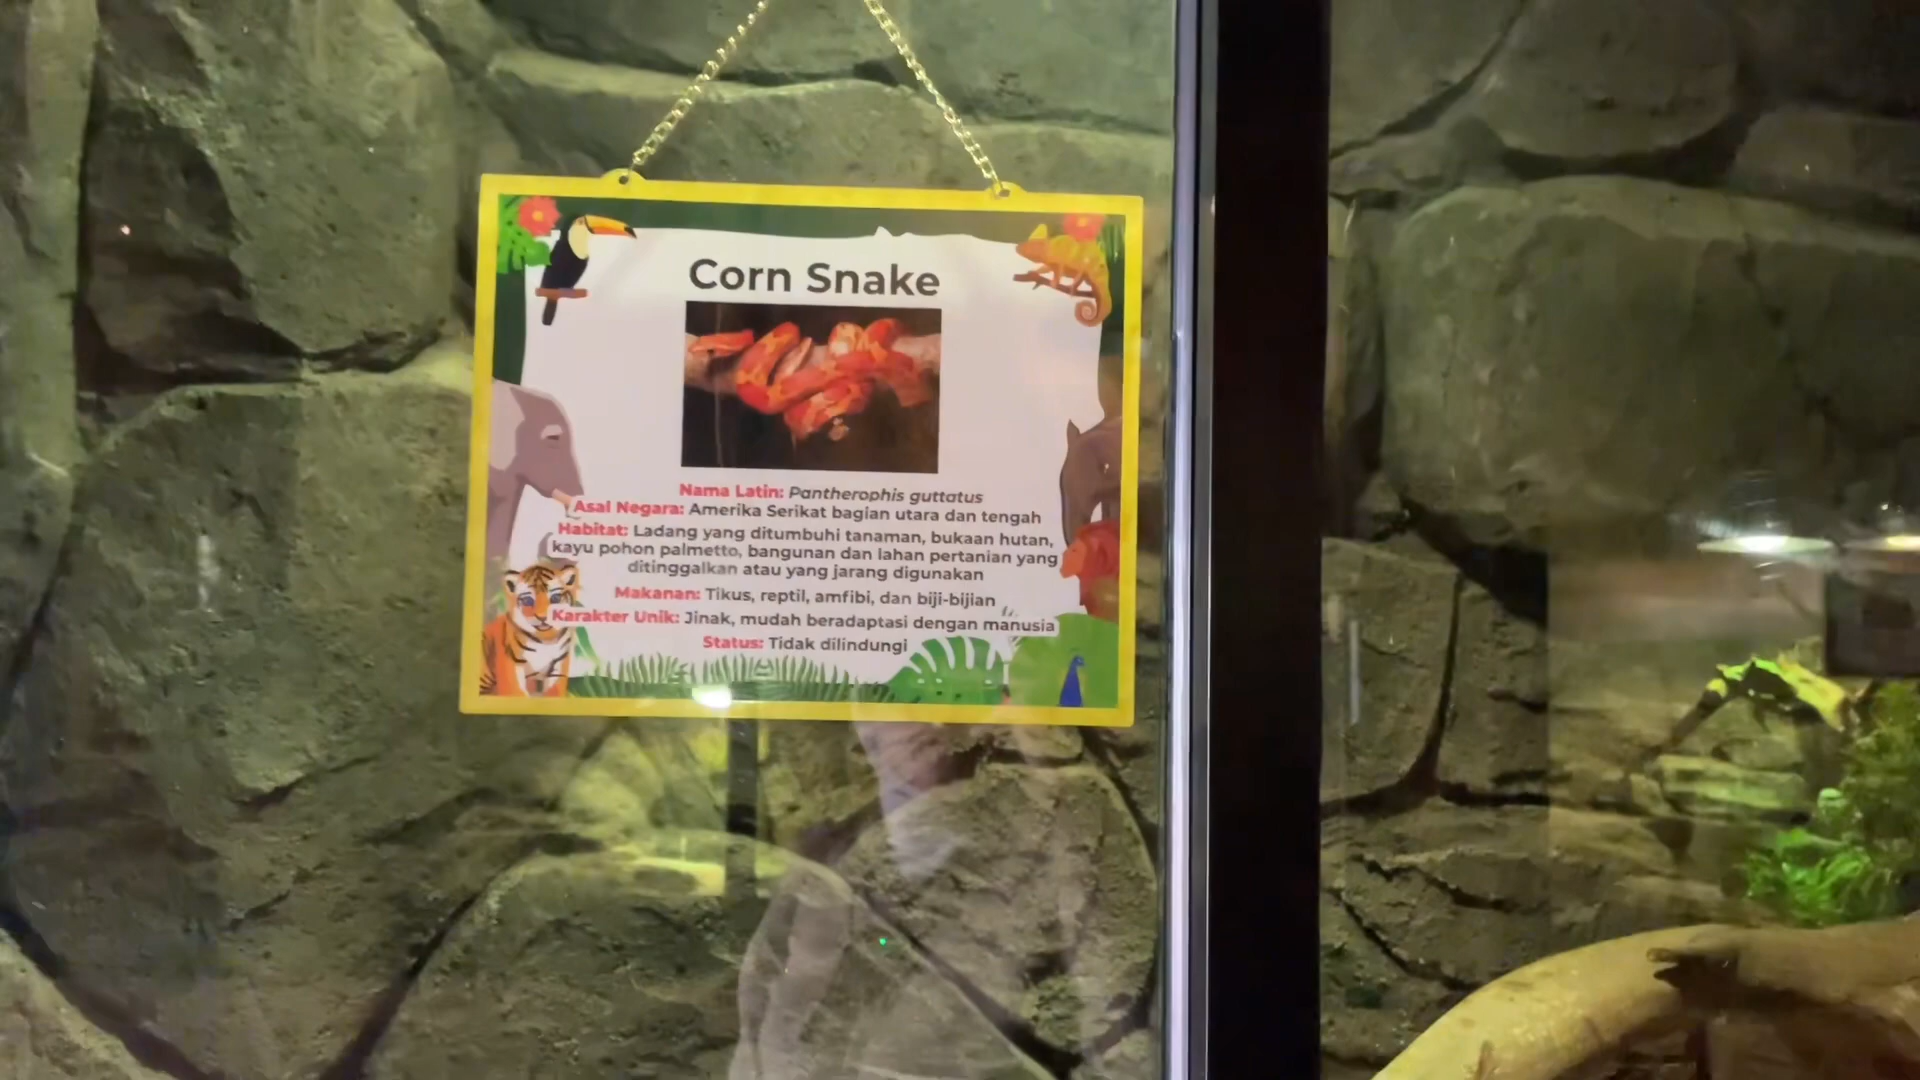 Corn Snake
Nama Latin: Pantherophis guttatus
Asal Negara: Amerika Serikat bagian utara dan tengah
Habitat: Ladang yang ditumbuhi tanaman, bukaan hutan,
kayu pohon palmetto, bangunan dan lahan pertanian yang
ditinggalkan atau yang jarang digunakan
Makanan: Tikus, reptil, amfibi, dan biji-bijian
Karakter Unik: Jinak, mudah beradaptasi dengan manusia
Status: Tidak dilindungi